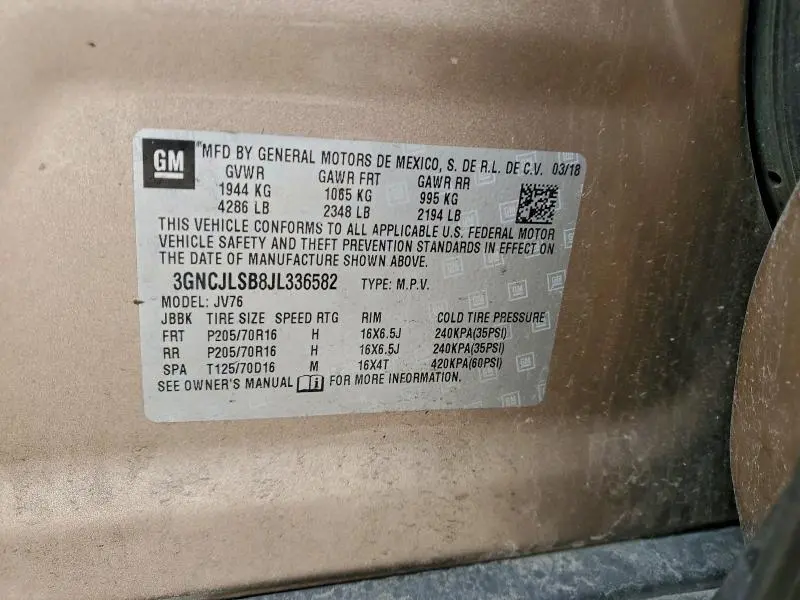 GM MFD BY GENERAL MOTORS DE MEXICO, S. DE R.L. DE C.V. 03/18
GVWR GAWR FRT GAWR RR
1944 KG 1065 KG 995 KG
4286 LB 2348 LB 2194 LB
THIS VEHICLE CONFORMS TO ALL APPLICABLE U.S. FEDERAL MOTOR
VEHICLE SAFETY AND THEFT PREVENTION STANDARDS IN EFFECT ON
THE DATE OF MANUFACTURE SHOWN ABOVE.
3GNCJLSB8JL336582 TYPE: M.P.V.
MODEL: JV76
JBBK TIRE SIZE SPEED RTG RIM COLD TIRE PRESSURE
FRT P205/70R16 H 16X6.5J 240KPA(35PSI)
RR P205/70R16 H 16X6.5J 240KPA(35PSI)
SPA T125/70D16 M 16X4T 420KPA(60PSI)
SEE OWNER'S MANUAL FOR MORE INFORMATION.